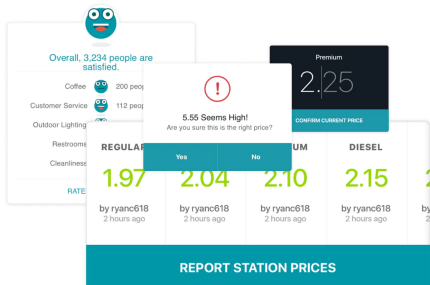 Overall, 3,234 people are
satisfied.
Coffee 200
Customer Service 112
Outdoor Lighting
Restrooms
Cleanliness
RATE
5.55 Seems High!
Are you sure this is the right price?
Yes No
Premium
2.25
CONFIRM CURRENT PRICE
REGULAR UM DIESEL
1.97 2.04 2.10 2.15
by ryanc618 by ryanc618 by ryanc618 by ryanc618
2 hours ago 2 hours ago 2 hours ago 2 hours ago
REPORT STATION PRICES